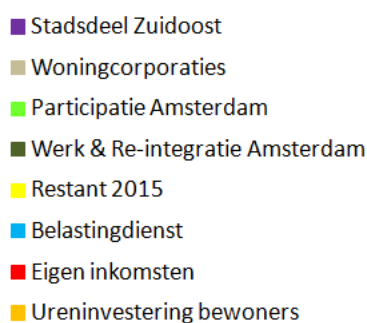 Stadsdeel Zuidoost
Woningcorporaties
Participatie Amsterdam
Werk & Re-integratie Amsterdam
Restant 2015
Belastingdienst
Eigen inkomsten
Ureninvestering bewoners